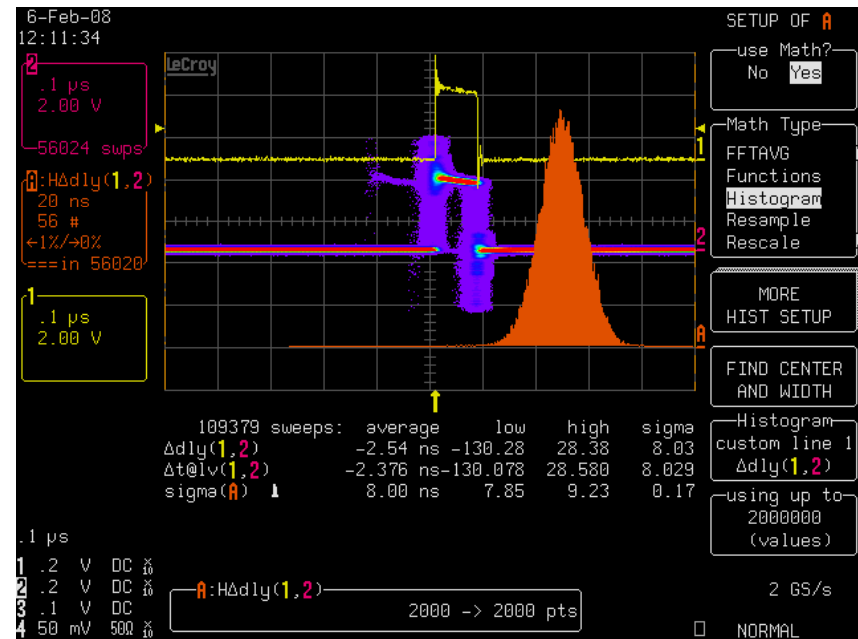 6-Feb-08
12:11:34
2
.1 µs
2.00 V
56024 swps
A:HΔdly(1,2)
20 ns
56 #
←1%/→0%
===in 56020
1
.1 µs
2.00 V
LeCroy
1
2
A
109379 sweeps: average low high sigma
Δdly(1,2) -2.54 ns -130.28 28.38 8.03
Δt@lv(1,2) -2.376 ns-130.078 28.580 8.029
sigma(A) 8.00 ns 7.85 9.23 0.17
.1 µs
1 .2 V DC X10
2 .2 V DC X10
3 .1 V DC
4 50 mV 50Ω X10
A:HΔdly(1,2)
2000 -> 2000 pts
SETUP OF A
use Math?
No Yes
Math Type
FFTAVG
Functions
Histogram
Resample
Rescale
MORE
HIST SETUP
FIND CENTER
AND WIDTH
Histogram
custom line 1
Δdly(1,2)
using up to
2000000
(values)
2 GS/s
NORMAL